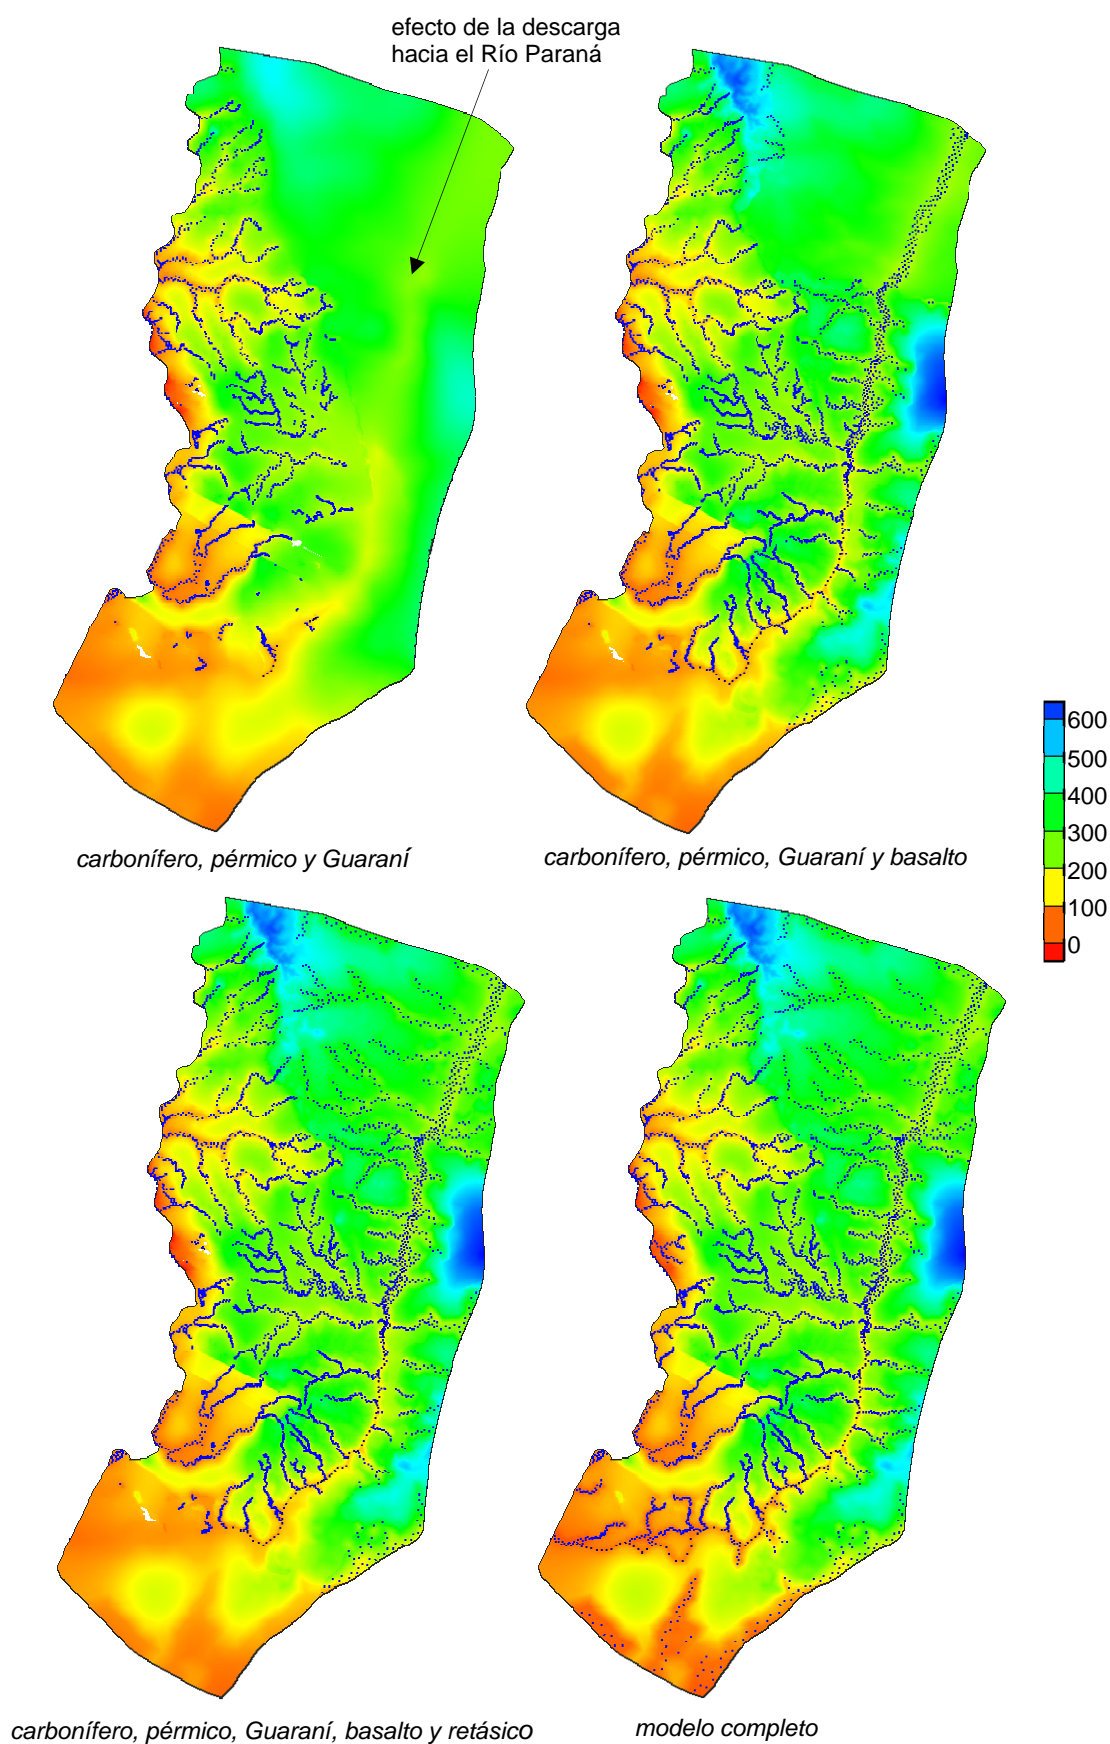 efecto de la descarga
hacia el Río Paraná
carbonífero, pérmico y Guaraní
carbonífero, pérmico, Guaraní y basalto
600
500
400
300
200
100
0
carbonífero, pérmico, Guaraní, basalto y retásico
modelo completo